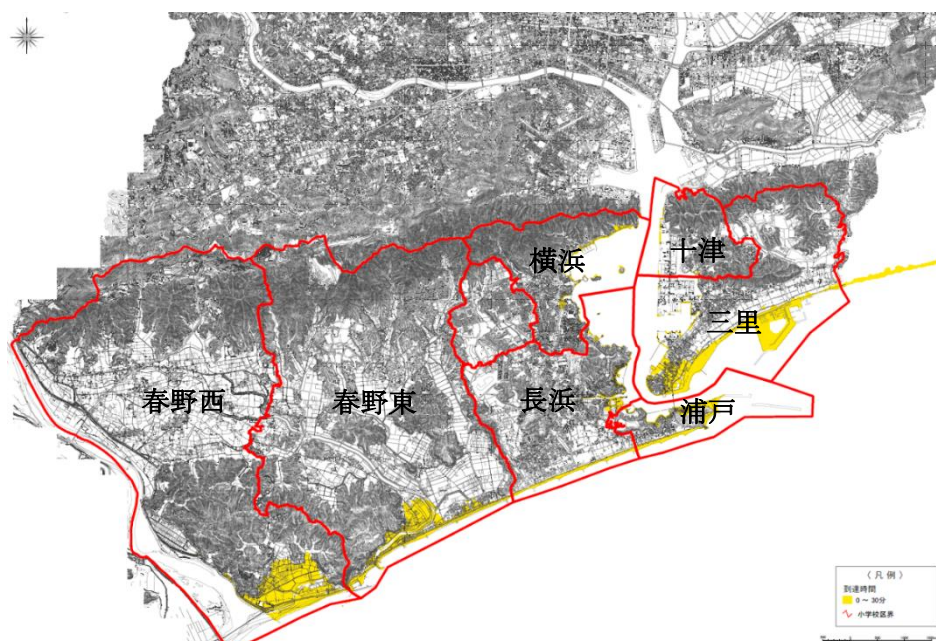 横浜
十津
三里
春野西
春野東
長浜
浦戸
〈凡例〉
到達時間
0 ~ 30分
小学校区界